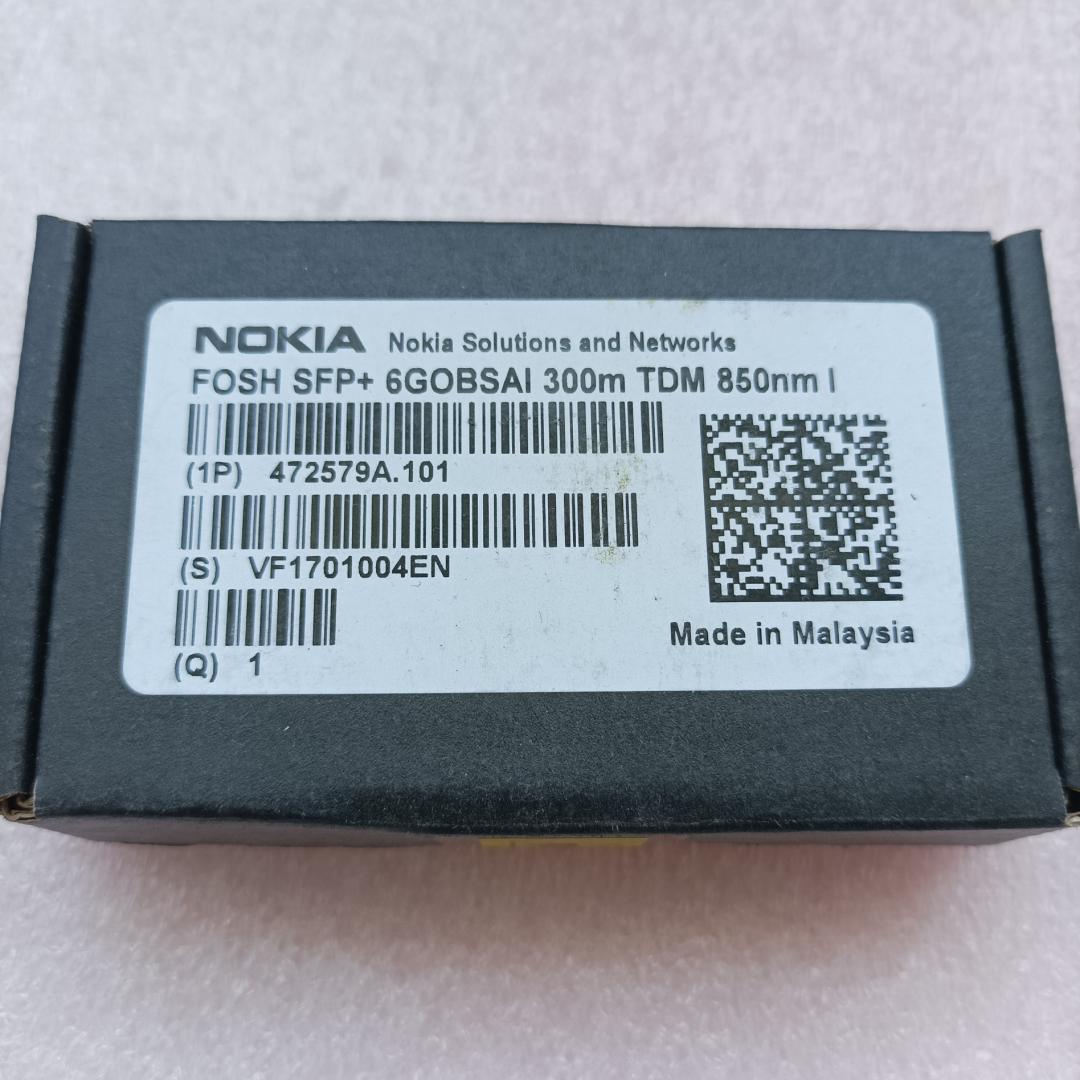 NOKIA Nokia Solutions and Networks
FOSH SFP+ 6GOBSAI 300m TDM 850nm I
(1P) 472579A.101
(S) VF1701004EN
(Q) 1
Made in Malaysia